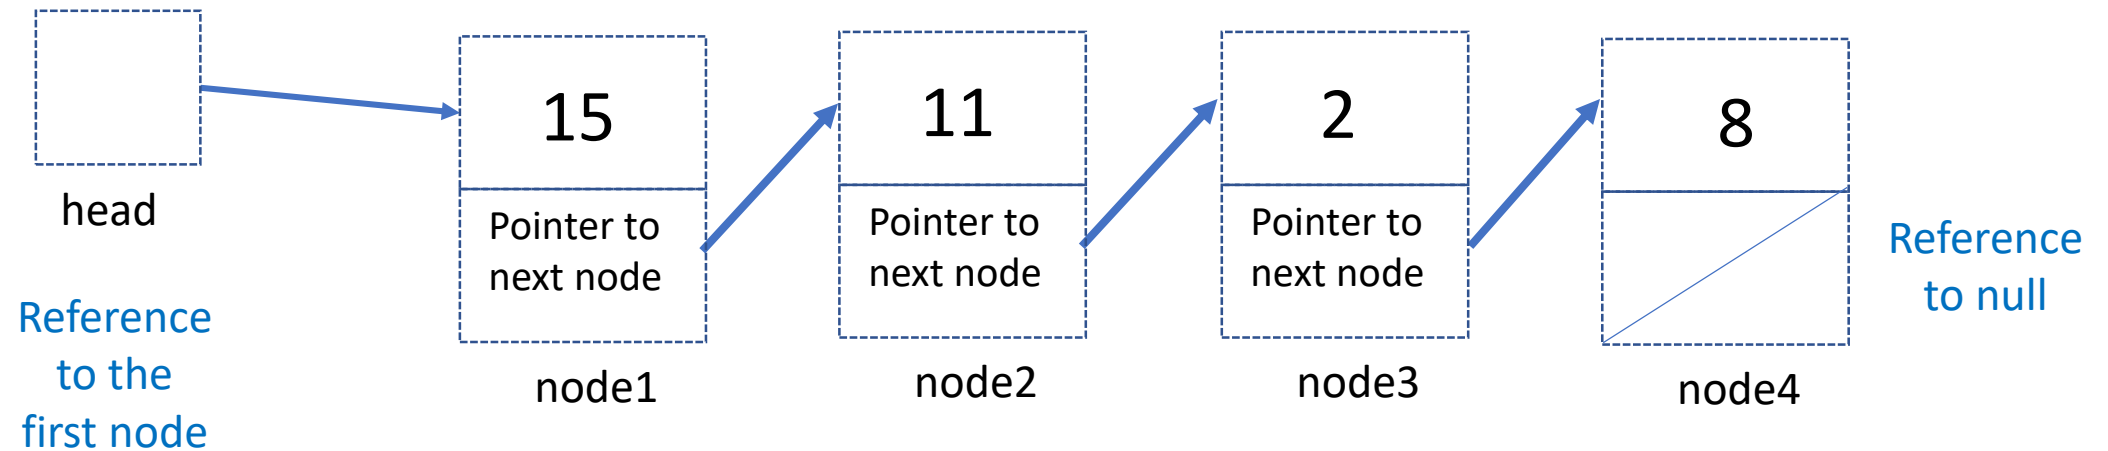 head
Reference
to the
first node
15
Pointer to
next node
node1
11
Pointer to
next node
node2
2
Pointer to
next node
node3
8
node4
Reference
to null